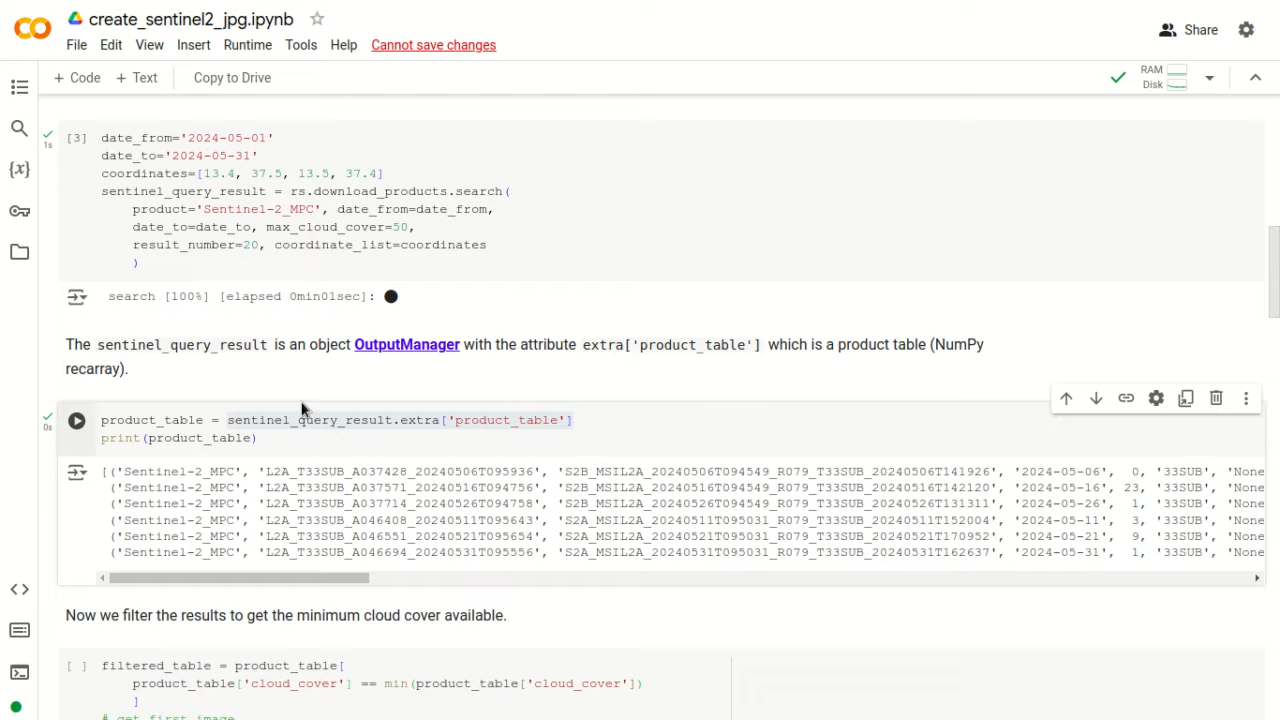 create_sentinel2_jpg.ipynb
File Edit View Insert Runtime Tools Help Cannot save changes
Share
+ Code + Text Copy to Drive
RAM
Disk
[3] date_from='2024-05-01'
1s
date_to='2024-05-31'
coordinates=[13.4, 37.5, 13.5, 37.4]
sentinel_query_result = rs.download_products.search(
product='Sentinel-2_MPC', date_from=date_from,
date_to=date_to, max_cloud_cover=50,
result_number=20, coordinate_list=coordinates
)
search [100%] [elapsed 0min01sec]: ⬤
The sentinel_query_result is an object OutputManager with the attribute extra['product_table'] which is a product table (NumPy
recarray).
product_table = sentinel_query_result.extra['product_table']
0s
print(product_table)
[('Sentinel-2_MPC', 'L2A_T33SUB_A037428_20240506T095936', 'S2B_MSIL2A_20240506T094549_R079_T33SUB_20240506T141926', '2024-05-06', 0, '33SUB', 'None
('Sentinel-2_MPC', 'L2A_T33SUB_A037571_20240516T094756', 'S2B_MSIL2A_20240516T094549_R079_T33SUB_20240516T142120', '2024-05-16', 23, '33SUB', 'None
('Sentinel-2_MPC', 'L2A_T33SUB_A037714_20240526T094758', 'S2B_MSIL2A_20240526T094549_R079_T33SUB_20240526T131311', '2024-05-26', 1, '33SUB', 'None
('Sentinel-2_MPC', 'L2A_T33SUB_A046408_20240511T095643', 'S2A_MSIL2A_20240511T095031_R079_T33SUB_20240511T152004', '2024-05-11', 3, '33SUB', 'None
('Sentinel-2_MPC', 'L2A_T33SUB_A046551_20240521T095654', 'S2A_MSIL2A_20240521T095031_R079_T33SUB_20240521T170952', '2024-05-21', 9, '33SUB', 'None
('Sentinel-2_MPC', 'L2A_T33SUB_A046694_20240531T095556', 'S2A_MSIL2A_20240531T095031_R079_T33SUB_20240531T162637', '2024-05-31', 1, '33SUB', 'None
Now we filter the results to get the minimum cloud cover available.
[ ] filtered_table = product_table[
product_table['cloud_cover'] == min(product_table['cloud_cover'])
]
# get first image